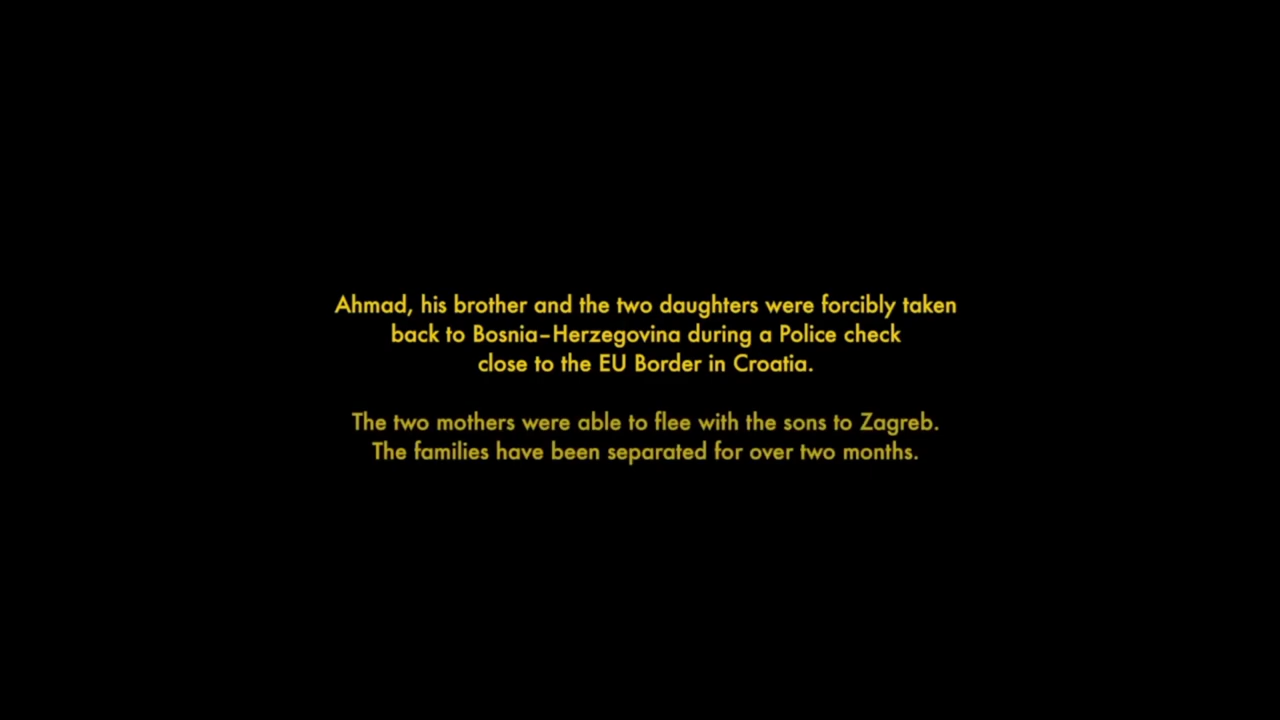 Ahmad, his brother and the two daughters were forcibly taken
back to Bosnia–Herzegovina during a Police check
close to the EU Border in Croatia.
The two mothers were able to flee with the sons to Zagreb.
The families have been separated for over two months.